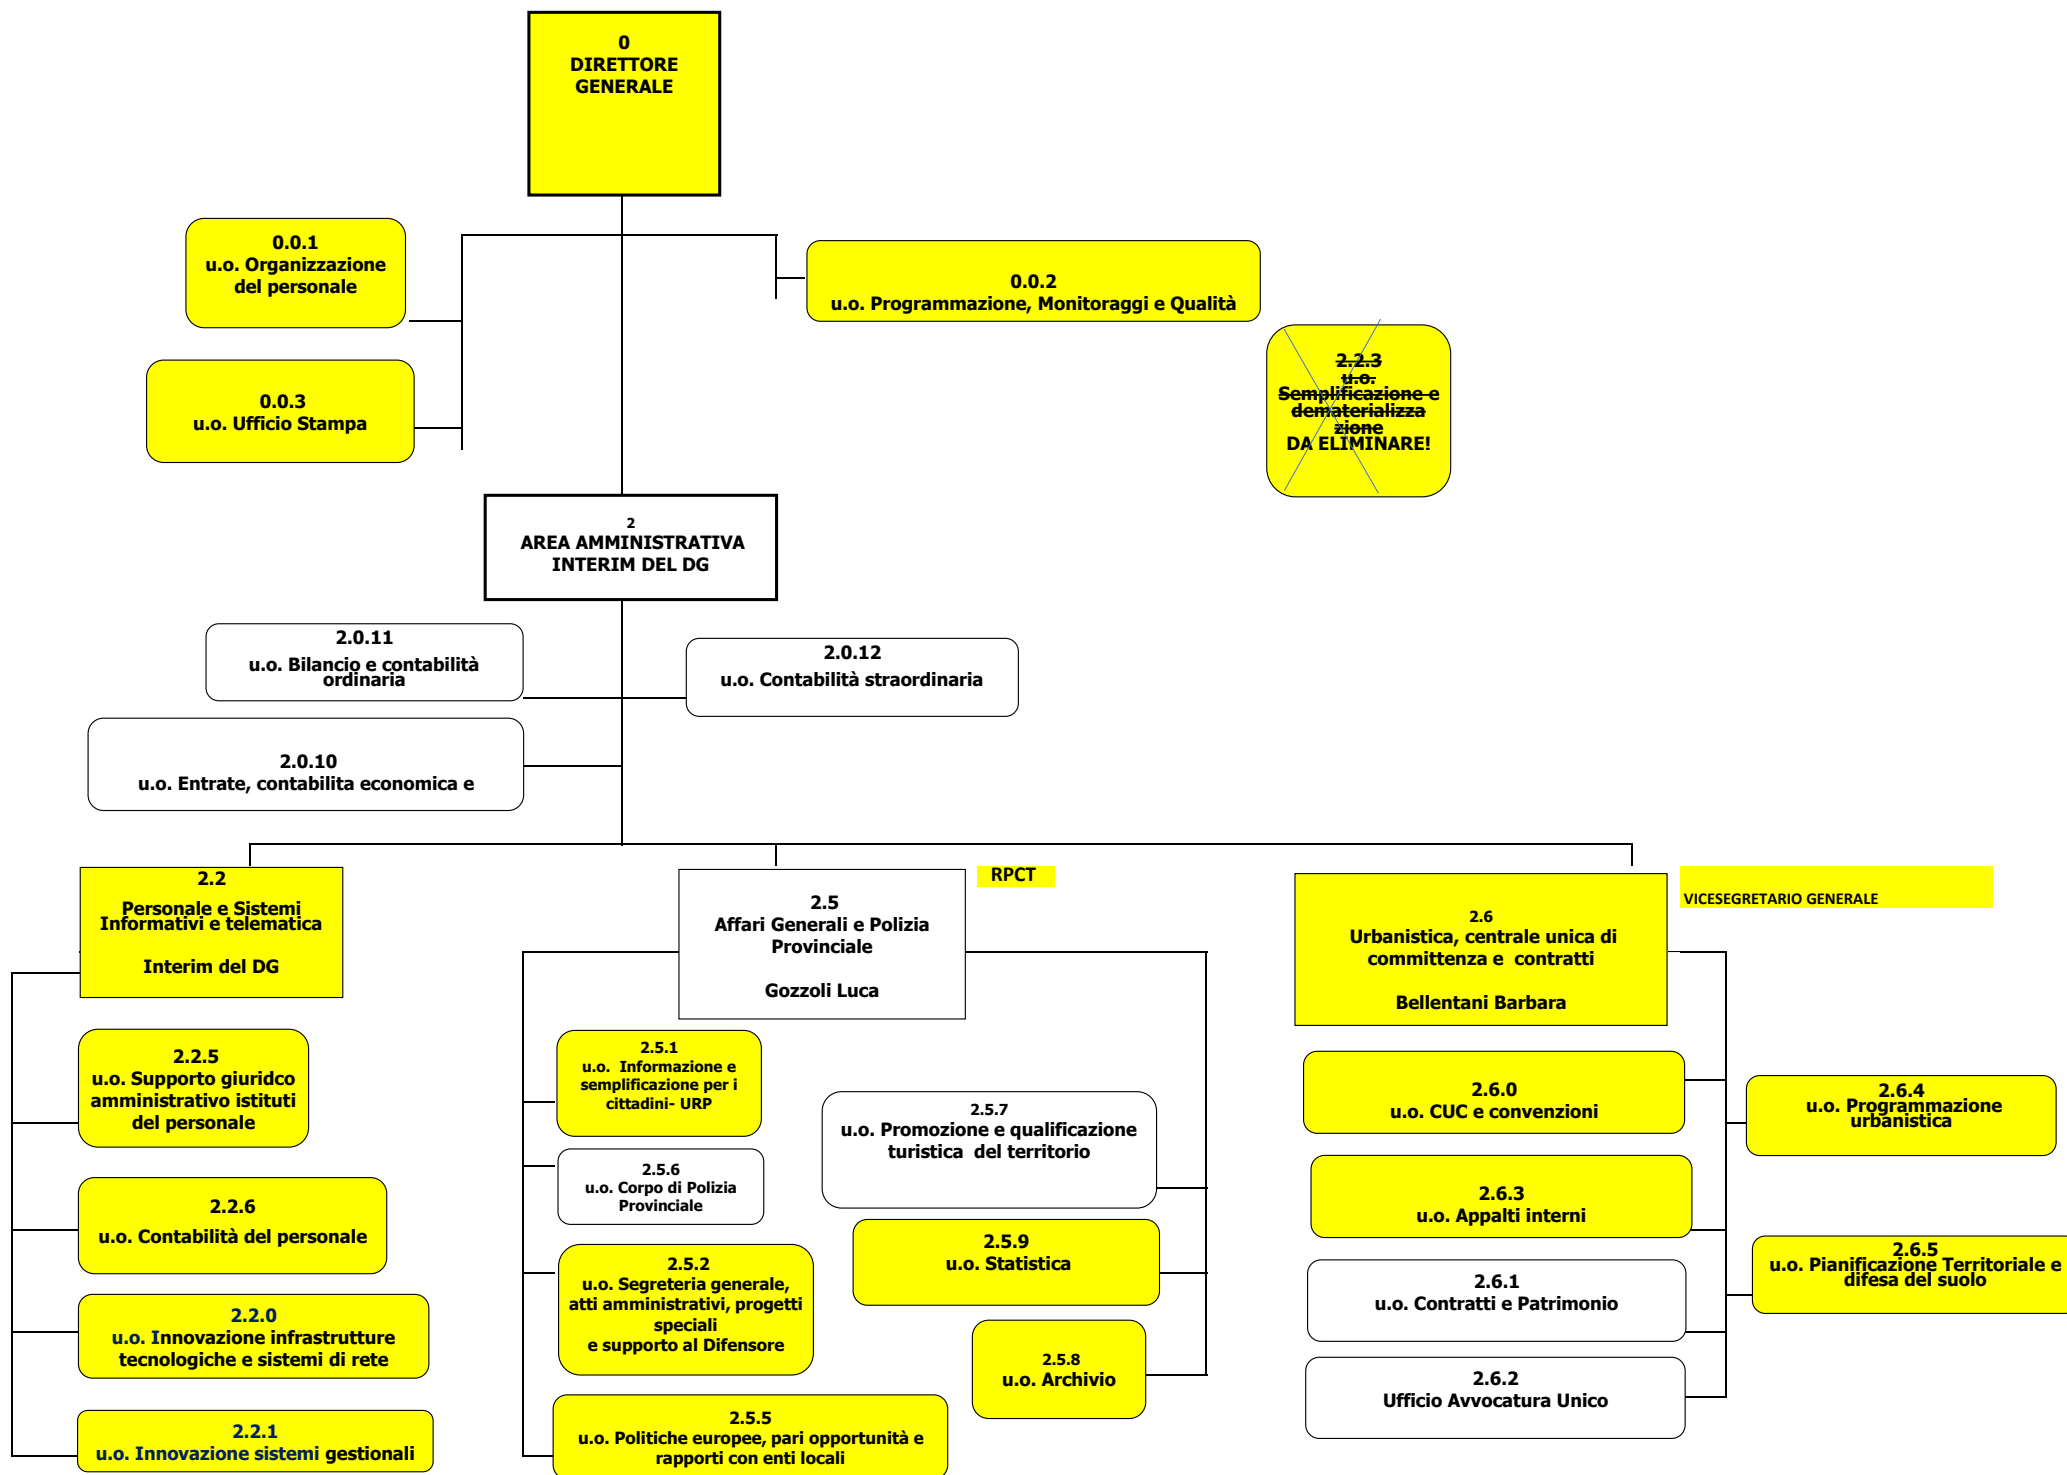 0
DIRETTORE
GENERALE
0.0.1
u.o. Organizzazione
del personale
0.0.2
u.o. Programmazione, Monitoraggi e Qualità
2.2.3
u.o.
Semplificazione e
dematerializza
zione
DA ELIMINARE!
0.0.3
u.o. Ufficio Stampa
2
AREA AMMINISTRATIVA
INTERIM DEL DG
2.0.11
u.o. Bilancio e contabilità
ordinaria
2.0.12
u.o. Contabilità straordinaria
2.0.10
u.o. Entrate, contabilita economica e
2.2
Personale e Sistemi
Informativi e telematica
Interim del DG
2.2.5
u.o. Supporto giuridco
amministrativo istituti
del personale
2.2.6
u.o. Contabilità del personale
2.2.0
u.o. Innovazione infrastrutture
tecnologiche e sistemi di rete
2.2.1
u.o. Innovazione sistemi gestionali
RPCT
2.5
Affari Generali e Polizia
Provinciale
Gozzoli Luca
2.5.1
u.o. Informazione e
semplificazione per i
cittadini- URP
2.5.6
u.o. Corpo di Polizia
Provinciale
2.5.2
u.o. Segreteria generale,
atti amministrativi, progetti
speciali
e supporto al Difensore
2.5.5
u.o. Politiche europee, pari opportunità e
rapporti con enti locali
2.5.7
u.o. Promozione e qualificazione
turistica del territorio
2.5.9
u.o. Statistica
2.5.8
u.o. Archivio
VICESEGRETARIO GENERALE
2.6
Urbanistica, centrale unica di
committenza e contratti
Bellentani Barbara
2.6.0
u.o. CUC e convenzioni
2.6.3
u.o. Appalti interni
2.6.1
u.o. Contratti e Patrimonio
2.6.2
Ufficio Avvocatura Unico
2.6.4
u.o. Programmazione
urbanistica
2.6.5
u.o. Pianificazione Territoriale e
difesa del suolo